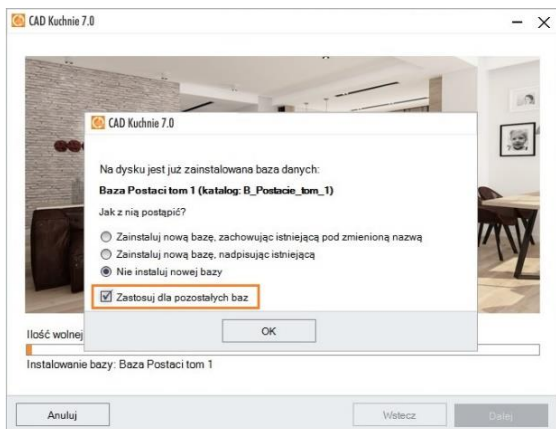 CAD Kuchnie 7.0
CAD Kuchnie 7.0
Na dysku jest już zainstalowana baza danych:
Baza Postaci tom 1 (katalog: B_Postacie_tom_1)
Jak z nią postąpić?
Zainstaluj nową bazę, zachowując istniejącą pod zmienioną nazwą
Zainstaluj nową bazę, nadpisując istniejącą
Nie instaluj nowej bazy
Zastosuj dla pozostałych baz
OK
Ilość wolnej
Instalowanie bazy: Baza Postaci tom 1
Anuluj
Wstecz
Dalej